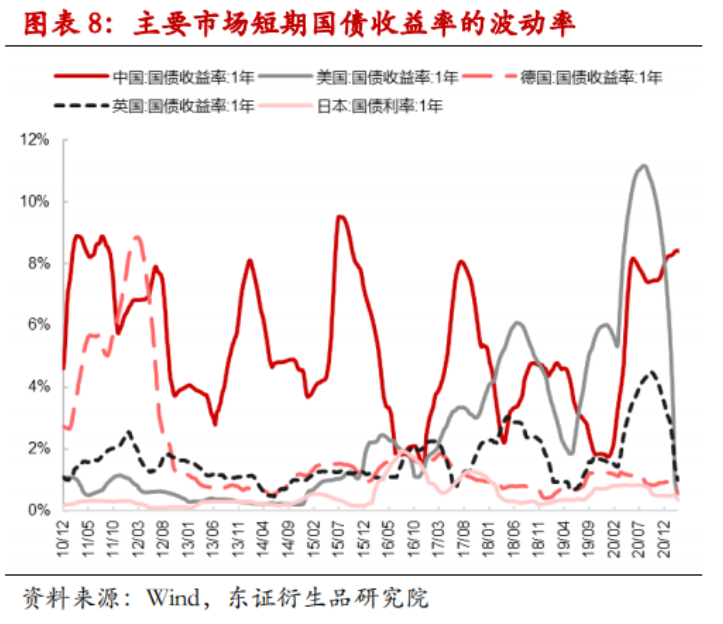 图表 8：主要市场短期国债收益率的波动率
中国:国债收益率:1年 美国:国债收益率:1年 德国:国债收益率:1年
英国:国债收益率:1年 日本:国债利率:1年
12%
10%
8%
6%
4%
2%
0%
10/12 11/05 11/10 12/03 12/08 13/01 13/06 13/11 14/04 14/09 15/02 15/07 15/12 16/05 16/10 17/03 17/08 18/01 18/06 18/11 19/04 19/09 20/02 20/07 20/12
资料来源：Wind，东证衍生品研究院